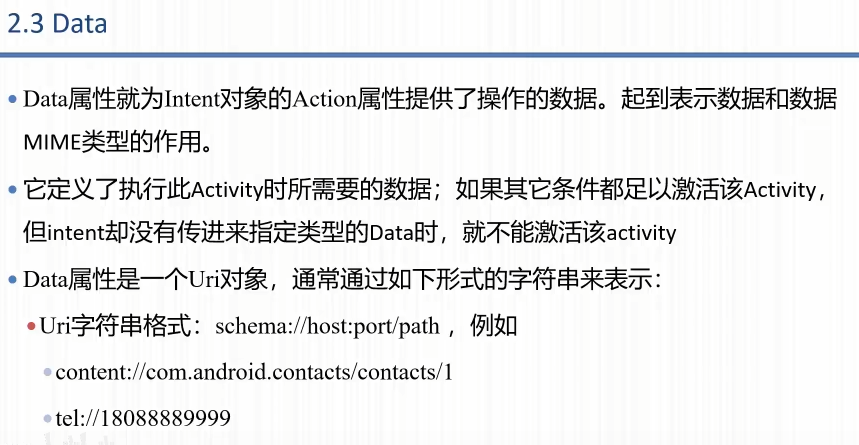 2.3 Data
Data属性就为Intent对象的Action属性提供了操作的数据。起到表示数据和数据
MIME类型的作用。
它定义了执行此Activity时所需要的数据；如果其它条件都足以激活该Activity，
但intent却没有传进来指定类型的Data时，就不能激活该activity
Data属性是一个Uri对象，通常通过如下形式的字符串来表示：
Uri字符串格式：schema://host:port/path ，例如
content://com.android.contacts/contacts/1
tel://18088889999